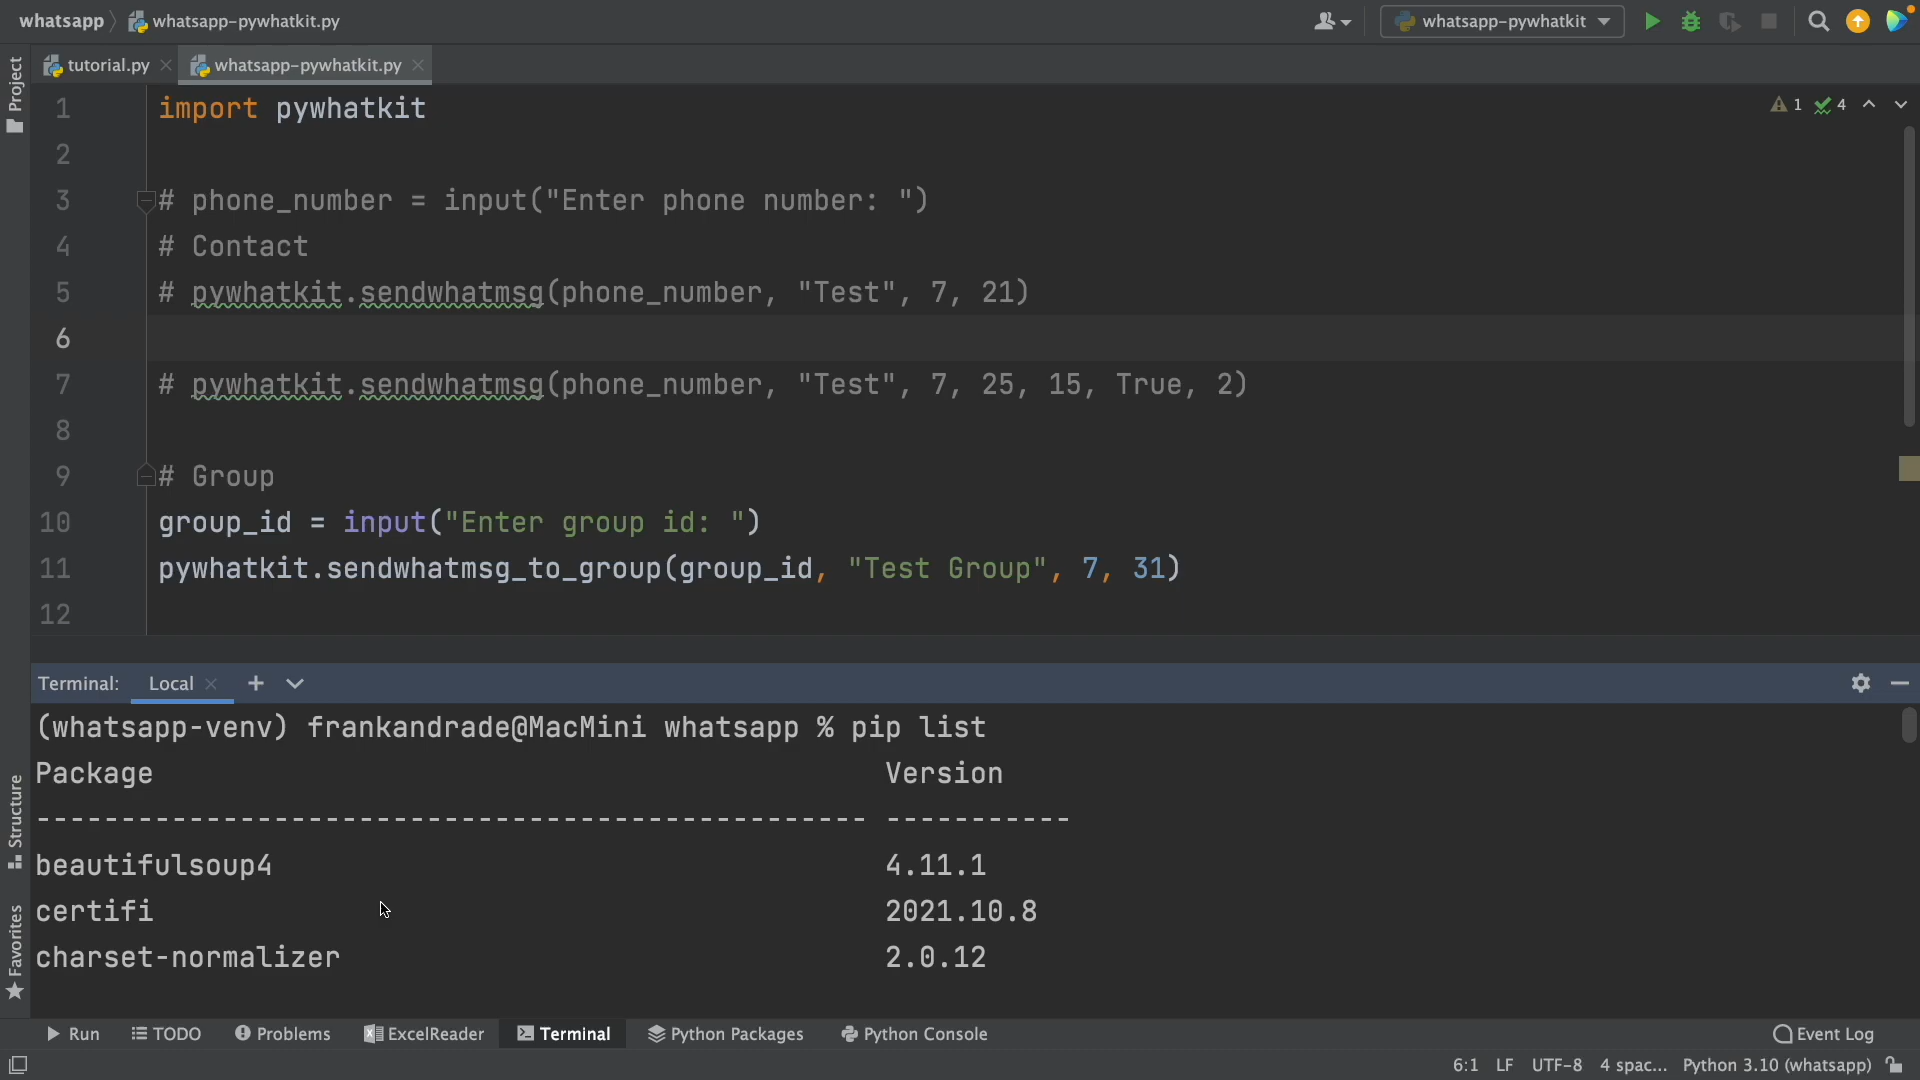 whatsapp whatsapp-pywhatkit.py whatsapp-pywhatkit
tutorial.py whatsapp-pywhatkit.py
Project
1 import pywhatkit
1 4
2
3 # phone_number = input("Enter phone number: ")
4 # Contact
5 # pywhatkit.sendwhatmsg(phone_number, "Test", 7, 21)
6
7 # pywhatkit.sendwhatmsg(phone_number, "Test", 7, 25, 15, True, 2)
8
9 # Group
10 group_id = input("Enter group id: ")
11 pywhatkit.sendwhatmsg_to_group(group_id, "Test Group", 7, 31)
12
Terminal: Local
(whatsapp-venv) frankandrade@MacMini whatsapp % pip list
Package Version
------------------------------------------------- -----------
beautifulsoup4 4.11.1
certifi 2021.10.8
charset-normalizer 2.0.12
Structure
Favorites
Run TODO Problems ExcelReader Terminal Python Packages Python Console Event Log
6:1 LF UTF-8 4 spac... Python 3.10 (whatsapp)